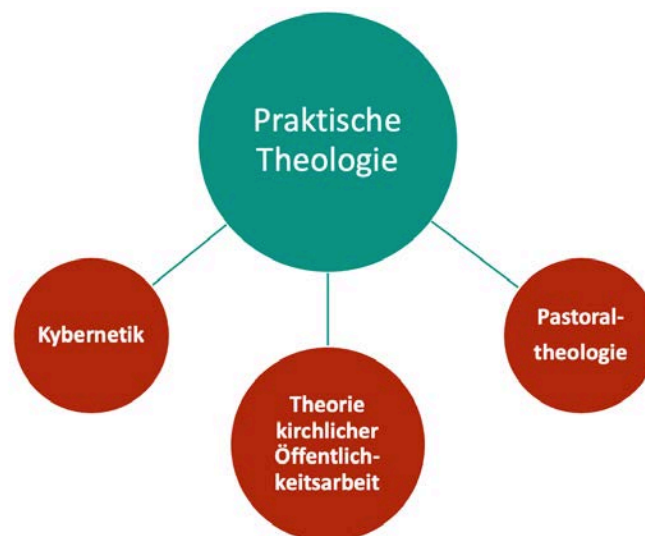 Praktische
Theologie
Kybernetik
Theorie
kirchlicher
Öffentlich-
keitsarbeit
Pastoral-
theologie